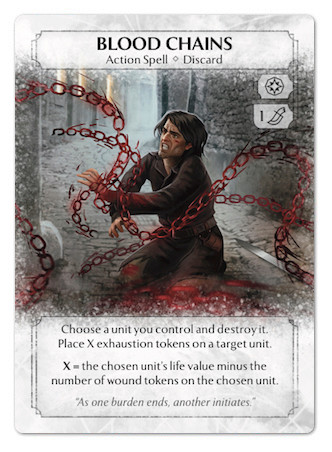 BLOOD CHAINS
Action Spell ⟡ Discard
1
Choose a unit you control and destroy it.
Place X exhaustion tokens on a target unit.
X = the chosen unit's life value minus the
number of wound tokens on the chosen unit.
"As one burden ends, another initiates."